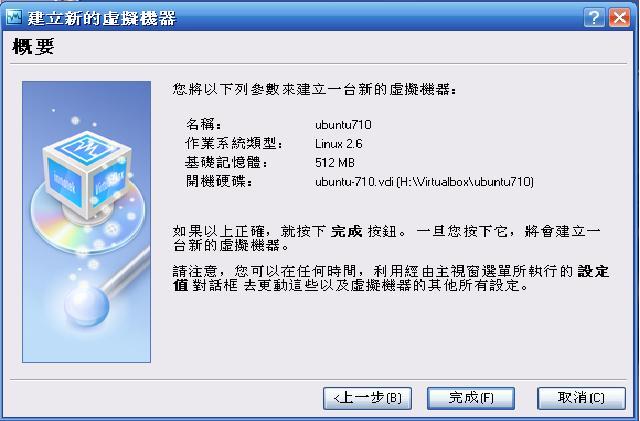 建立新的虛擬機器
概要
innotek
VirtualBox
您將以下列參數來建立一台新的虛擬機器：
名稱： ubuntu710
作業系統類型： Linux 2.6
基礎記憶體： 512 MB
開機硬碟： ubuntu-710.vdi (H:\Virtualbox\ubuntu710)
如果以上正確，就按下 完成 按鈕。 一旦您按下它，將會建立一
台新的虛擬機器。
請注意，您可以在任何時間，利用經由主視窗選單所執行的 設定
值 對話框 去更動這些以及虛擬機器的其他所有設定。
<上一步(B) 完成(F) 取消(C)